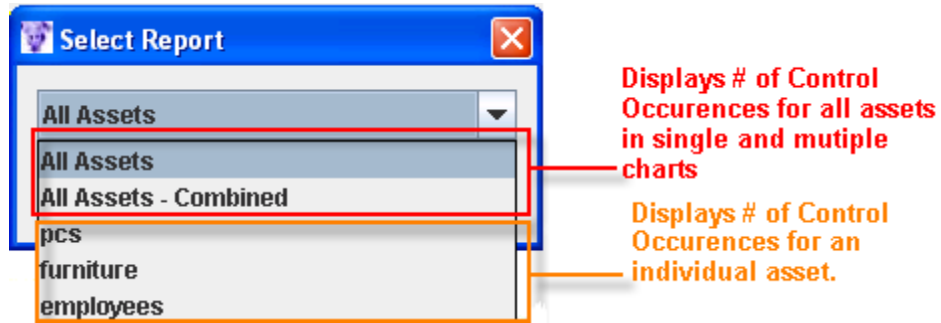 Select Report
All Assets
All Assets
All Assets - Combined
pcs
furniture
employees
Displays # of Control
Occurences for all assets
in single and mutiple
charts
Displays # of Control
Occurences for an
individual asset.